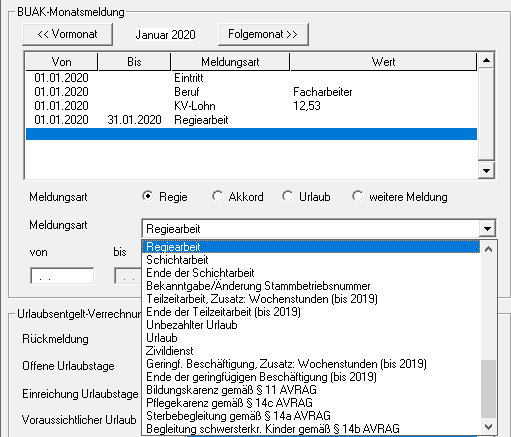 BUAK-Monatsmeldung
<< Vormonat Januar 2020 Folgemonat >>
Von Bis Meldungsart Wert
01.01.2020 Eintritt
01.01.2020 Beruf Facharbeiter
01.01.2020 KV-Lohn 12,53
01.01.2020 31.01.2020 Regiearbeit
Meldungsart Regie Akkord Urlaub weitere Meldung
Meldungsart Regiearbeit
von bis
. . . .
Regiearbeit
Schichtarbeit
Ende der Schichtarbeit
Bekanntgabe/Änderung Stammbetriebsnummer
Teilzeitarbeit, Zusatz: Wochenstunden (bis 2019)
Ende der Teilzeitarbeit (bis 2019)
Unbezahlter Urlaub
Urlaub
Zivildienst
Geringf. Beschäftigung, Zusatz: Wochenstunden (bis 2019)
Ende der geringfügigen Beschäftigung (bis 2019)
Bildungskarenz gemäß § 11 AVRAG
Pflegekarenz gemäß § 14c AVRAG
Sterbebegleitung gemäß § 14a AVRAG
Begleitung schwersterkr. Kinder gemäß § 14b AVRAG
Urlaubsentgelt-Verrechnun
Rückmeldung
Offene Urlaubstage
Einreichung Urlaubstage
Voraussichtlicher Urlaub